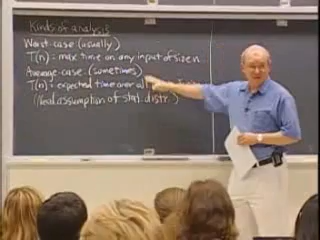 Kinds of analysis
Worst-case (usually)
T(n) = max time on any input of size n.
Average-case (sometimes)
T(n) = expected time over all
(Need assumption of stat. distr.)